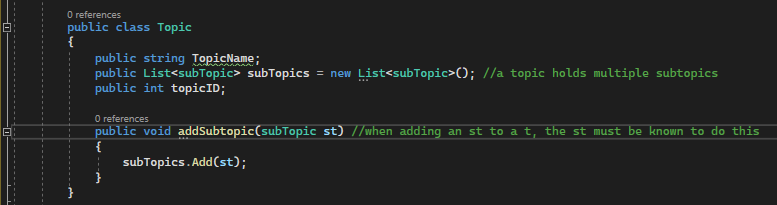 0 references
public class Topic
{
public string TopicName;
public List<subTopic> subTopics = new List<subTopic>(); //a topic holds multiple subtopics
public int topicID;
0 references
public void addSubtopic(subTopic st) //when adding an st to a t, the st must be known to do this
{
subTopics.Add(st);
}
}